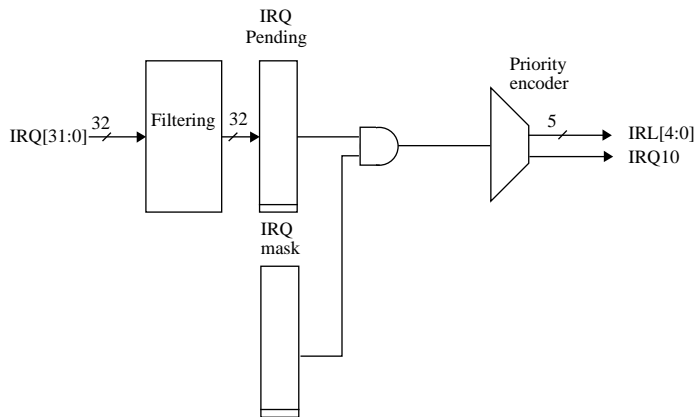 IRQ
Pending
Priority
encoder
IRQ[31:0]
32
Filtering
32
5
IRL[4:0]
IRQ10
IRQ
mask